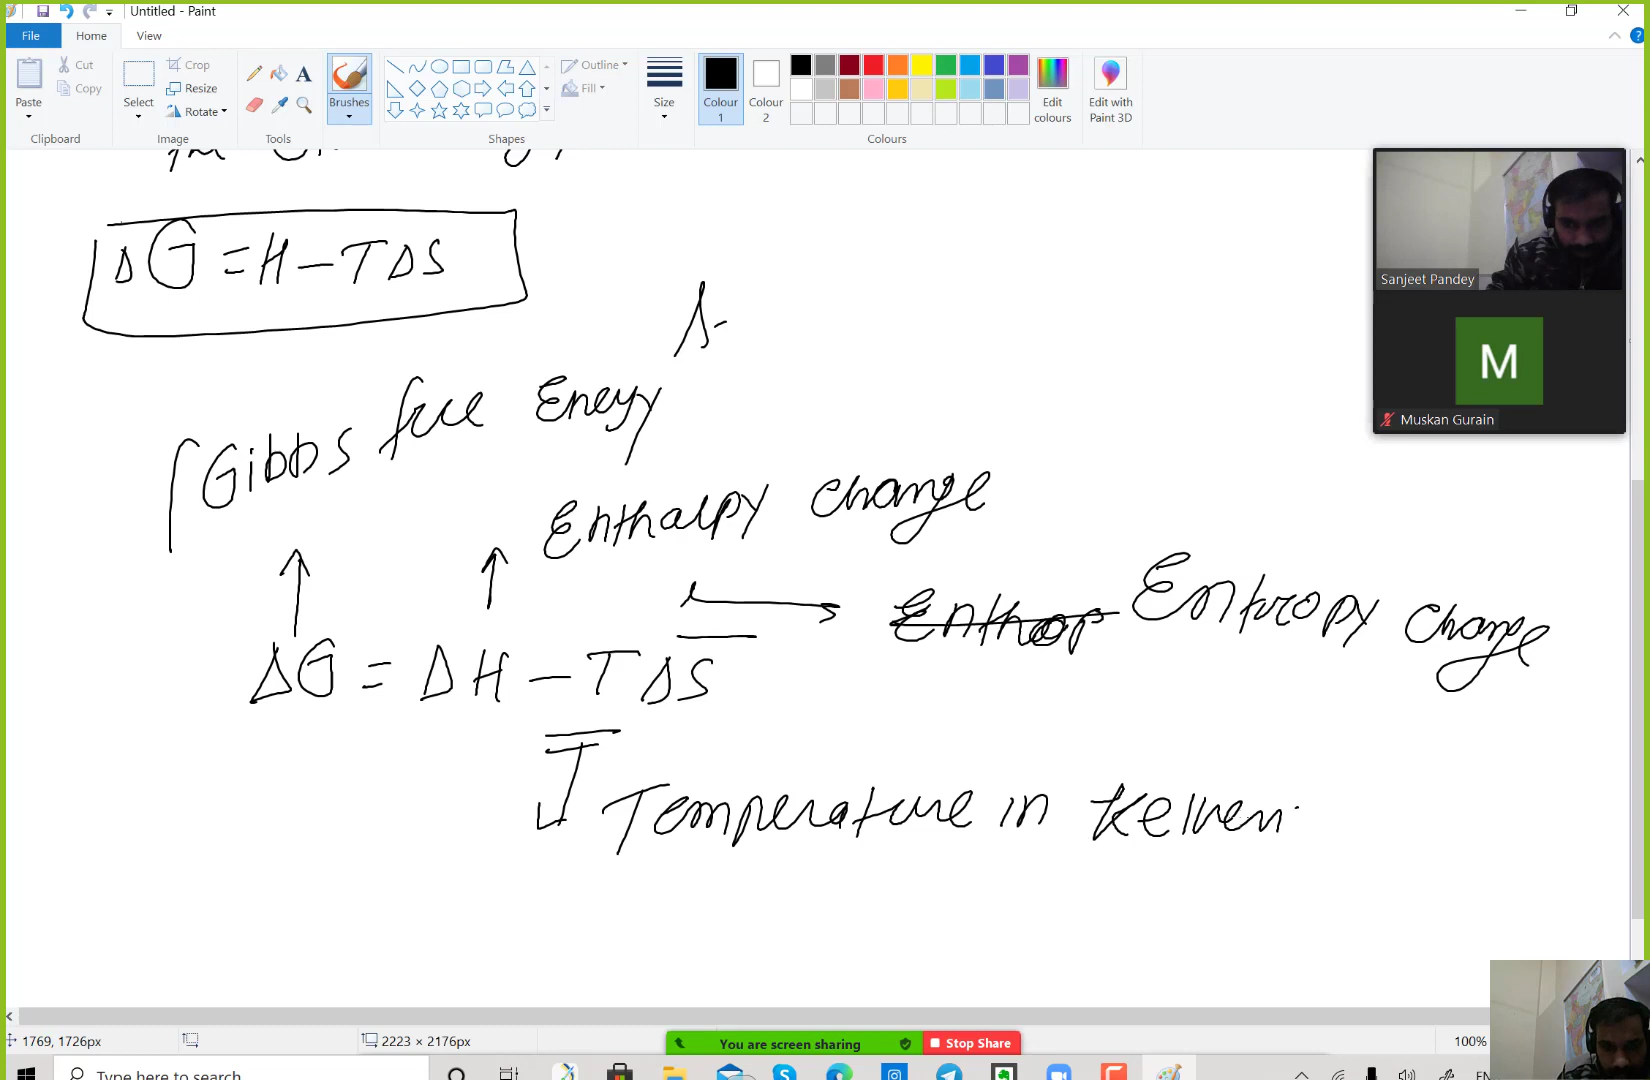 Untitled - Paint
File Home View
Paste
Cut
Copy
Clipboard
Select
Crop
Resize
Rotate
Image
A
Tools
Brushes
Shapes
Outline
Fill
Size
Colour 1
Colour 2
Edit colours
Edit with Paint 3D
Colours
ΔG = H - TΔS
Gibbs free Energy
Enthalpy change
Entropy change
ΔG = ΔH - TΔS
Temperature in Kelven
Sanjeet Pandey
M
Muskan Gurain
1769, 1726px
2223 × 2176px
100%
You are screen sharing
Stop Share
Type here to search